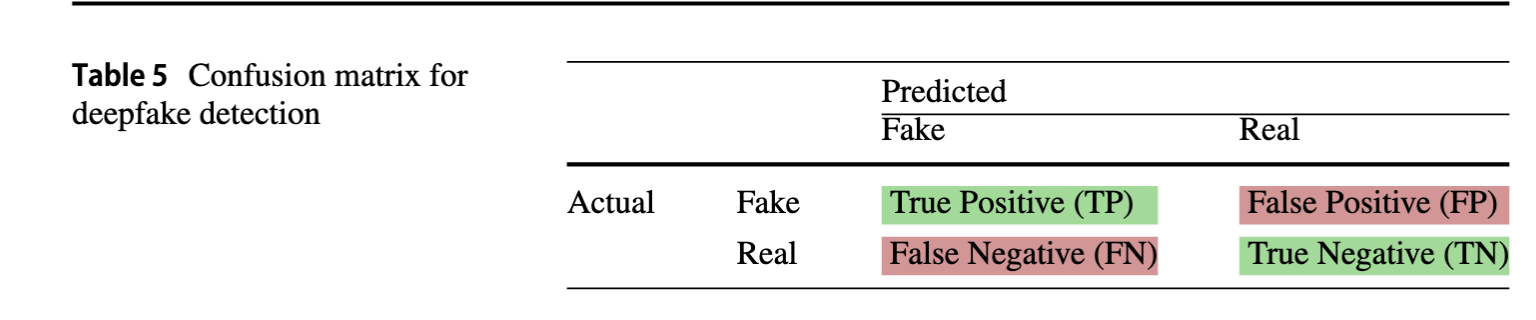 Table 5 Confusion matrix for
deepfake detection
Predicted
Fake Real
Actual Fake True Positive (TP) False Positive (FP)
Real False Negative (FN) True Negative (TN)